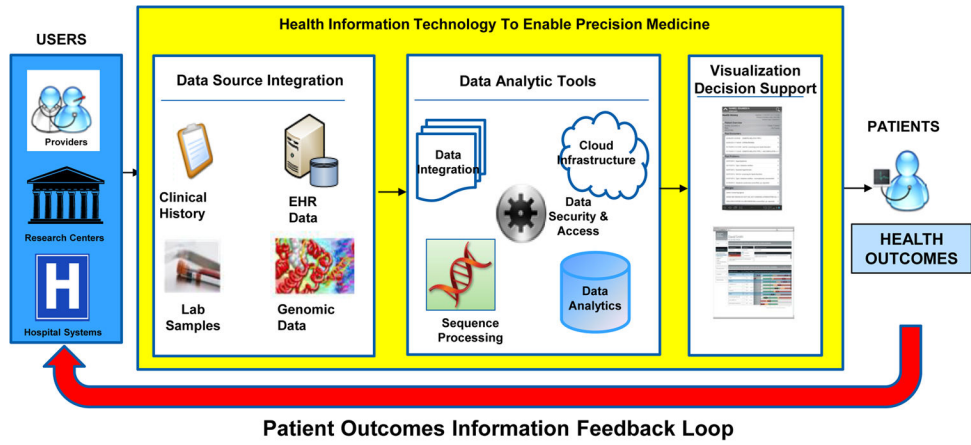 Health Information Technology To Enable Precision Medicine
USERS
Providers
Research Centers
H
Hospital Systems
Data Source Integration
Clinical
History
EHR
Data
Lab
Samples
Genomic
Data
Data Analytic Tools
Data
Integration
Cloud
Infrastructure
Data
Security &
Access
Sequence
Processing
Data
Analytics
Visualization
Decision Support
PATIENTS
HEALTH
OUTCOMES
Patient Outcomes Information Feedback Loop